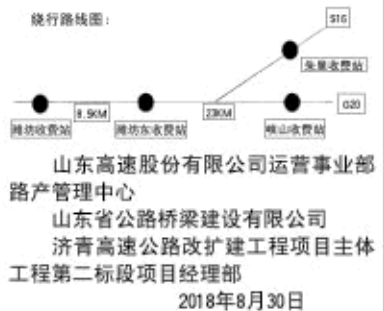 绕行路线图:
S16
朱里收费站
8.5KM
23KM
G20
潍坊收费站
潍坊东收费站
峡山收费站
山东高速股份有限公司运营事业部
路产管理中心
山东省公路桥梁建设有限公司
济青高速公路改扩建工程项目主体
工程第二标段项目经理部
2018年8月30日